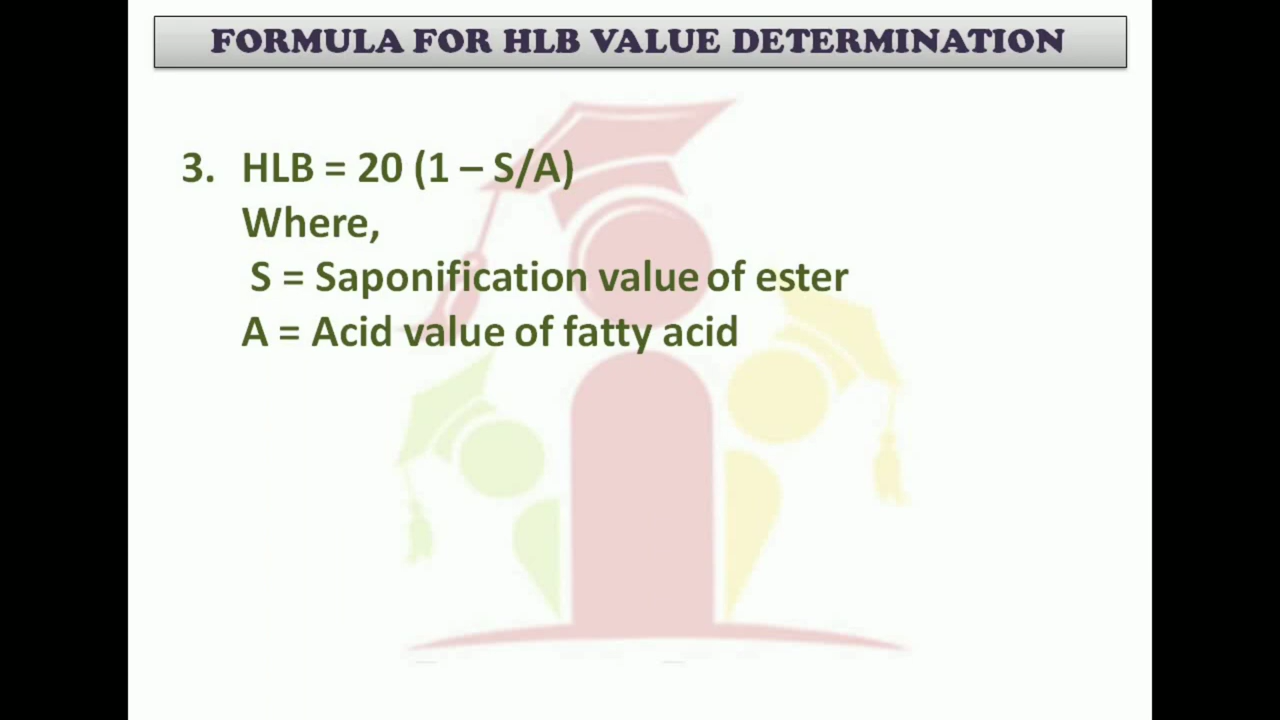 FORMULA FOR HLB VALUE DETERMINATION
3. HLB = 20 (1 – S/A)
Where,
S = Saponification value of ester
A = Acid value of fatty acid